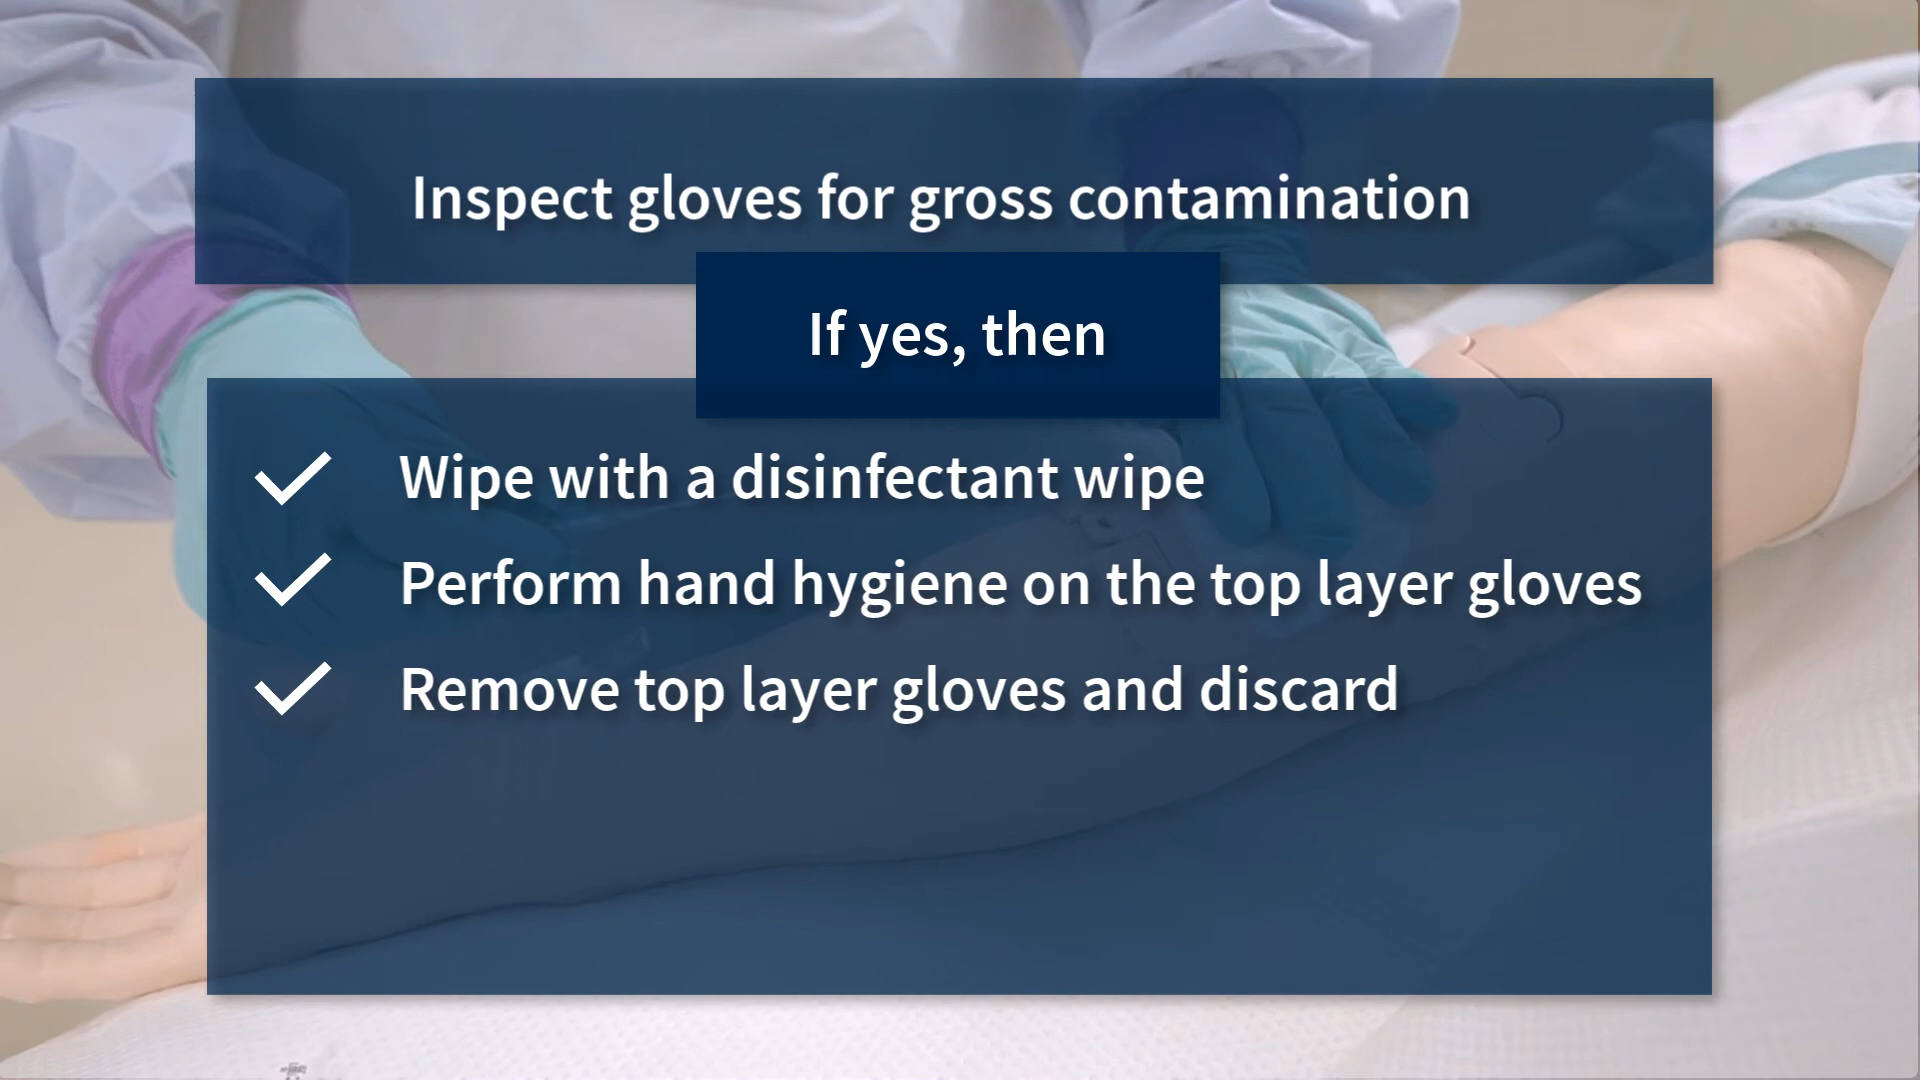 Inspect gloves for gross contamination
If yes, then
Wipe with a disinfectant wipe
Perform hand hygiene on the top layer gloves
Remove top layer gloves and discard